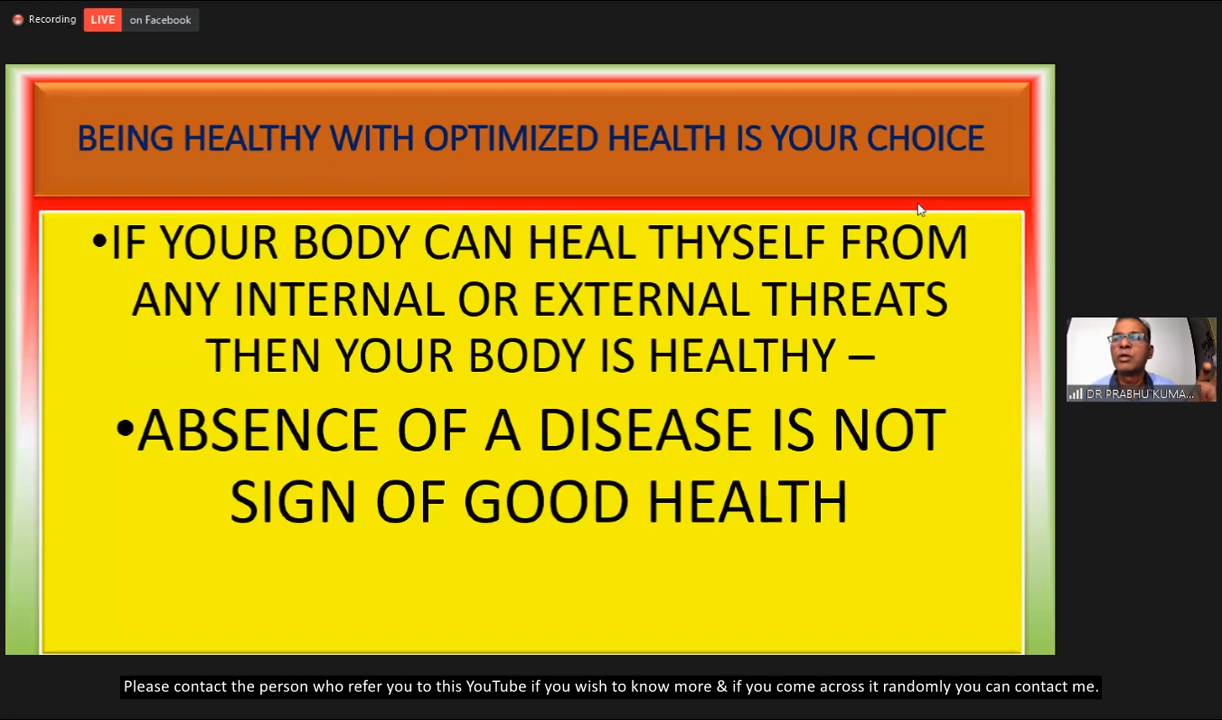 Recording LIVE on Facebook
BEING HEALTHY WITH OPTIMIZED HEALTH IS YOUR CHOICE
•IF YOUR BODY CAN HEAL THYSELF FROM
ANY INTERNAL OR EXTERNAL THREATS
THEN YOUR BODY IS HEALTHY –
•ABSENCE OF A DISEASE IS NOT
SIGN OF GOOD HEALTH
DR PRABHU KUMA...
Please contact the person who refer you to this YouTube if you wish to know more & if you come across it randomly you can contact me.